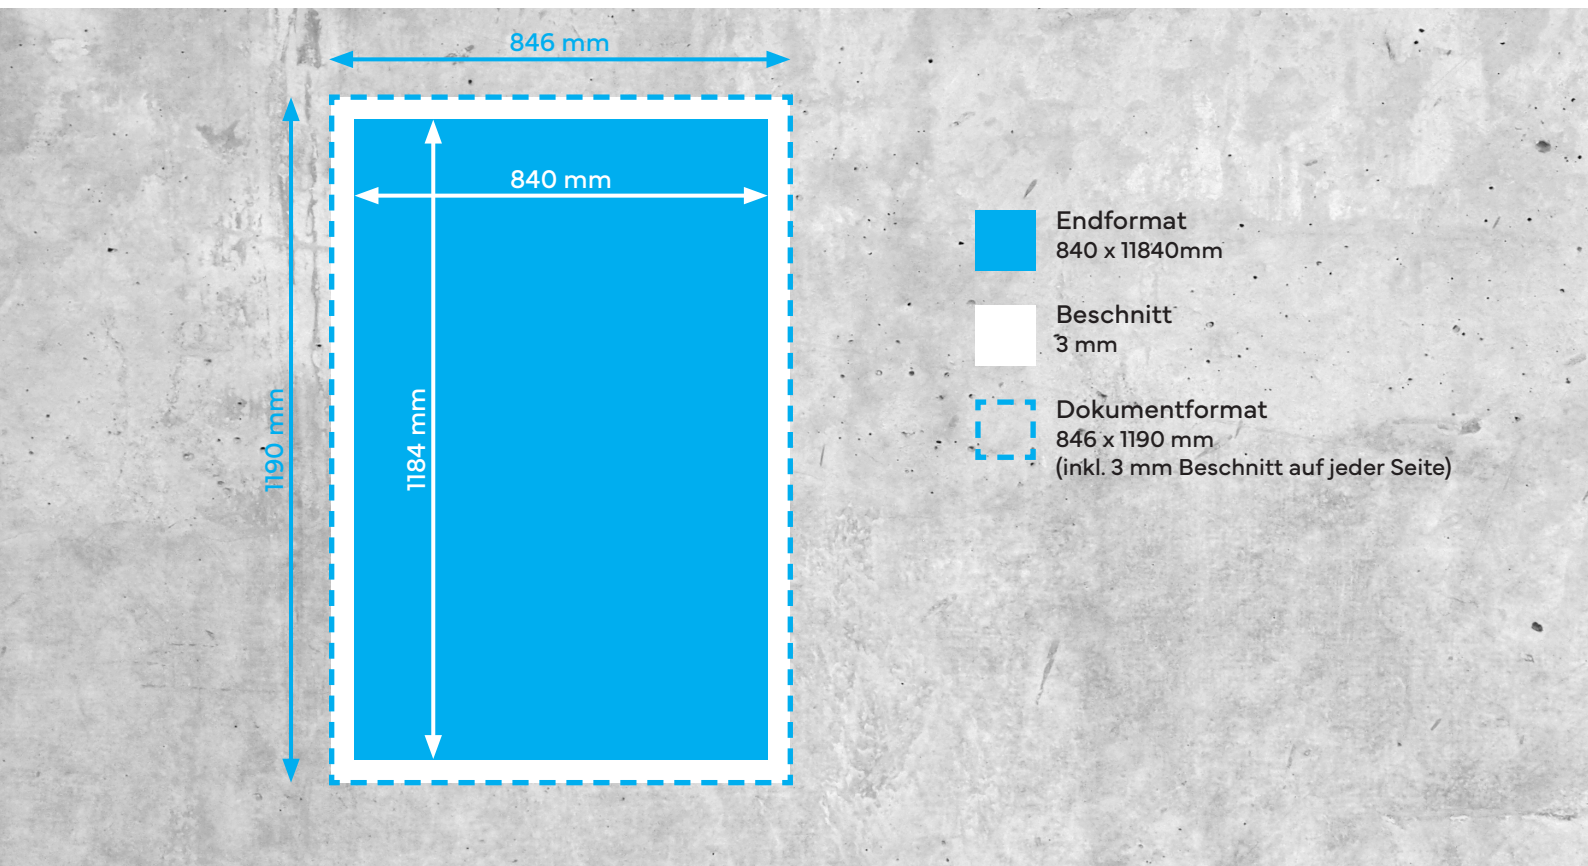 846 mm
840 mm
1190 mm
1184 mm
Endformat
840 x 11840mm
Beschnitt
3 mm
Dokumentformat
846 x 1190 mm
(inkl. 3 mm Beschnitt auf jeder Seite)